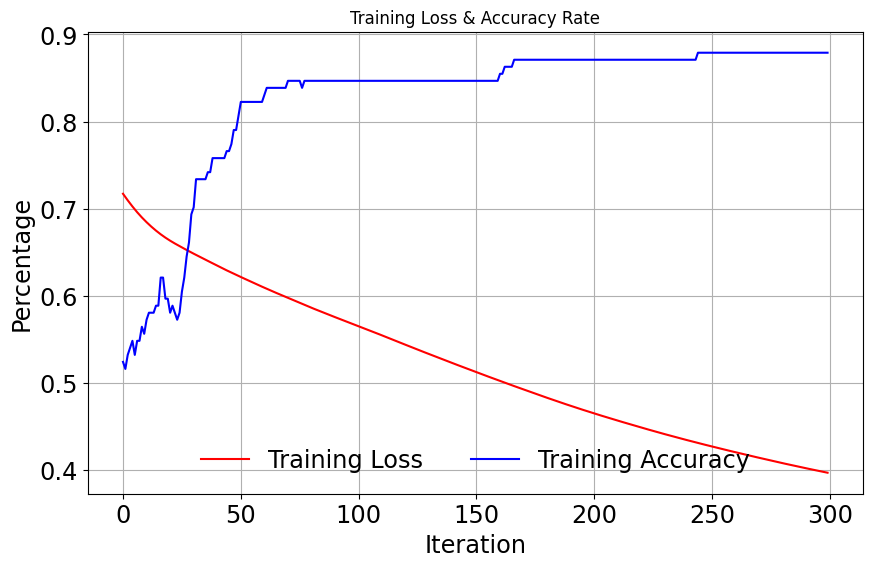 Training Loss & Accuracy Rate
0.9
0.8
0.7
0.6
0.5
0.4
Percentage
Training Loss
Training Accuracy
0 50 100 150 200 250 300
Iteration